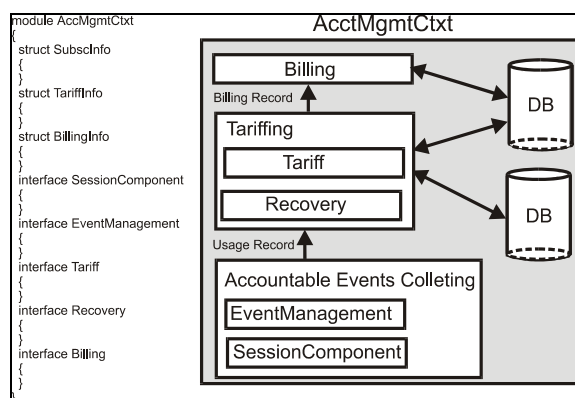 module AccMgmtCtxt
{
struct SubscInfo
{
}
struct TariffInfo
{
}
struct BillingInfo
{
}
interface SessionComponent
{
}
interface EventManagement
{
}
interface Tariff
{
}
interface Recovery
{
}
interface Billing
{
}
}
AcctMgmtCtxt
Billing
Billing Record
Tariffing
Tariff
Recovery
Usage Record
Accountable Events Colleting
EventManagement
SessionComponent
DB
DB